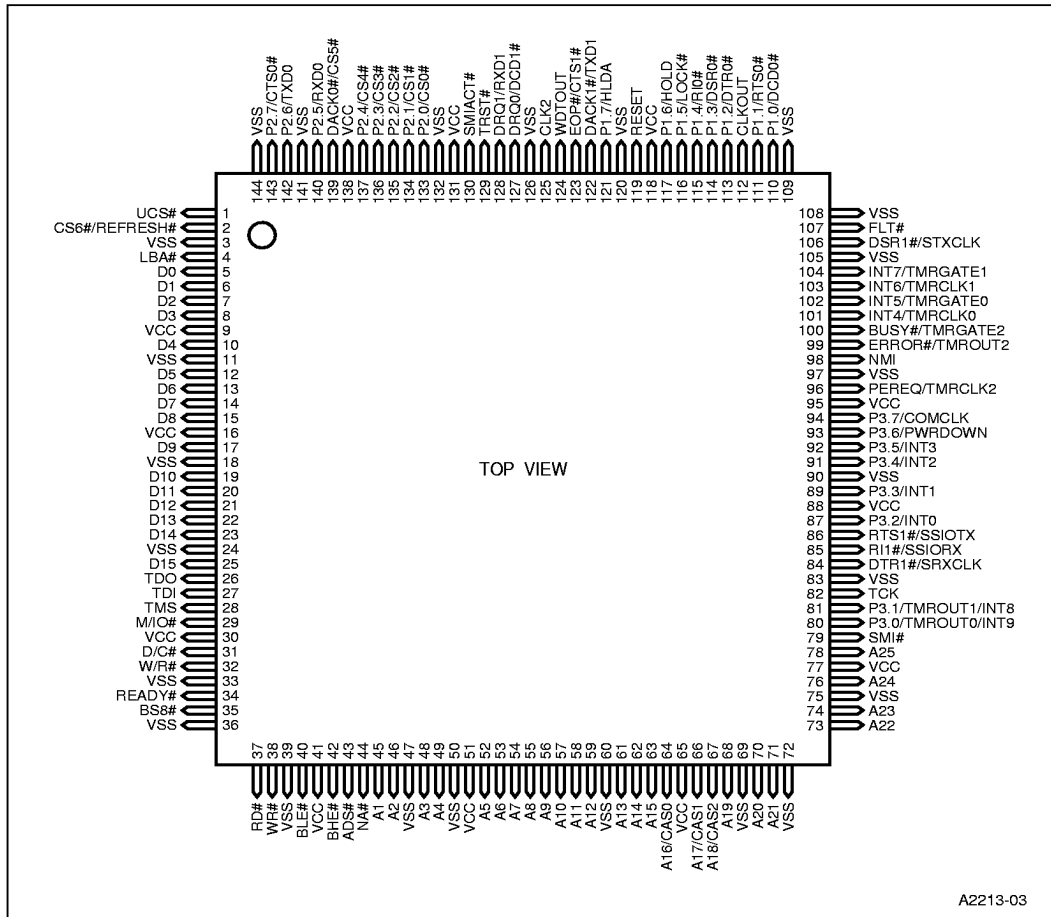 VSS 144
P2.7/CTS0# 143
P2.6/TXD0 142
VSS 141
P2.5/RXD0 140
DACK0#/CS5# 139
VCC 138
P2.4/CS4# 137
P2.3/CS3# 136
P2.2/CS2# 135
P2.1/CS1# 134
P2.0/CS0# 133
VSS 132
VCC 131
SMIACT# 130
TRST# 129
DRQ1/RXD1 128
DRQ0/DCD1# 127
VSS 126
CLK2 125
WDTOUT 124
EOP#/CTS1# 123
DACK1#/TXD1 122
P1.7/HLDA 121
VSS 120
RESET 119
VCC 118
P1.6/HOLD 117
P1.5/LOCK# 116
P1.4/RI0# 115
P1.3/DSR0# 114
P1.2/DTR0# 113
CLKOUT 112
P1.1/RTS0# 111
P1.0/DCD0# 110
VSS 109
UCS# 1
CS6#/REFRESH# 2
VSS 3
LBA# 4
D0 5
D1 6
D2 7
D3 8
VCC 9
D4 10
VSS 11
D5 12
D6 13
D7 14
D8 15
VCC 16
D9 17
VSS 18
D10 19
D11 20
D12 21
D13 22
D14 23
VSS 24
D15 25
TDO 26
TDI 27
TMS 28
M/IO# 29
VCC 30
D/C# 31
W/R# 32
VSS 33
READY# 34
BS8# 35
VSS 36
TOP VIEW
108 VSS
107 FLT#
106 DSR1#/STXCLK
105 VSS
104 INT7/TMRGATE1
103 INT6/TMRCLK1
102 INT5/TMRGATE0
101 INT4/TMRCLK0
100 BUSY#/TMRGATE2
99 ERROR#/TMROUT2
98 NMI
97 VSS
96 PEREQ/TMRCLK2
95 VCC
94 P3.7/COMCLK
93 P3.6/PWRDOWN
92 P3.5/INT3
91 P3.4/INT2
90 VSS
89 P3.3/INT1
88 VCC
87 P3.2/INT0
86 RTS1#/SSIOTX
85 RI1#/SSIORX
84 DTR1#/SRXCLK
83 VSS
82 TCK
81 P3.1/TMROUT1/INT8
80 P3.0/TMROUT0/INT9
79 SMI#
78 A25
77 VCC
76 A24
75 VSS
74 A23
73 A22
37 RD#
38 WR#
39 VSS
40 BLE#
41 VCC
42 BHE#
43 ADS#
44 NA#
45 A1
46 A2
47 VSS
48 A3
49 A4
50 VSS
51 VCC
52 A5
53 A6
54 A7
55 A8
56 A9
57 A10
58 A11
59 A12
60 VSS
61 A13
62 A14
63 A15
64 A16/CAS0
65 VCC
66 A17/CAS1
67 A18/CAS2
68 A19
69 VSS
70 A20
71 A21
72 VSS
A2213-03